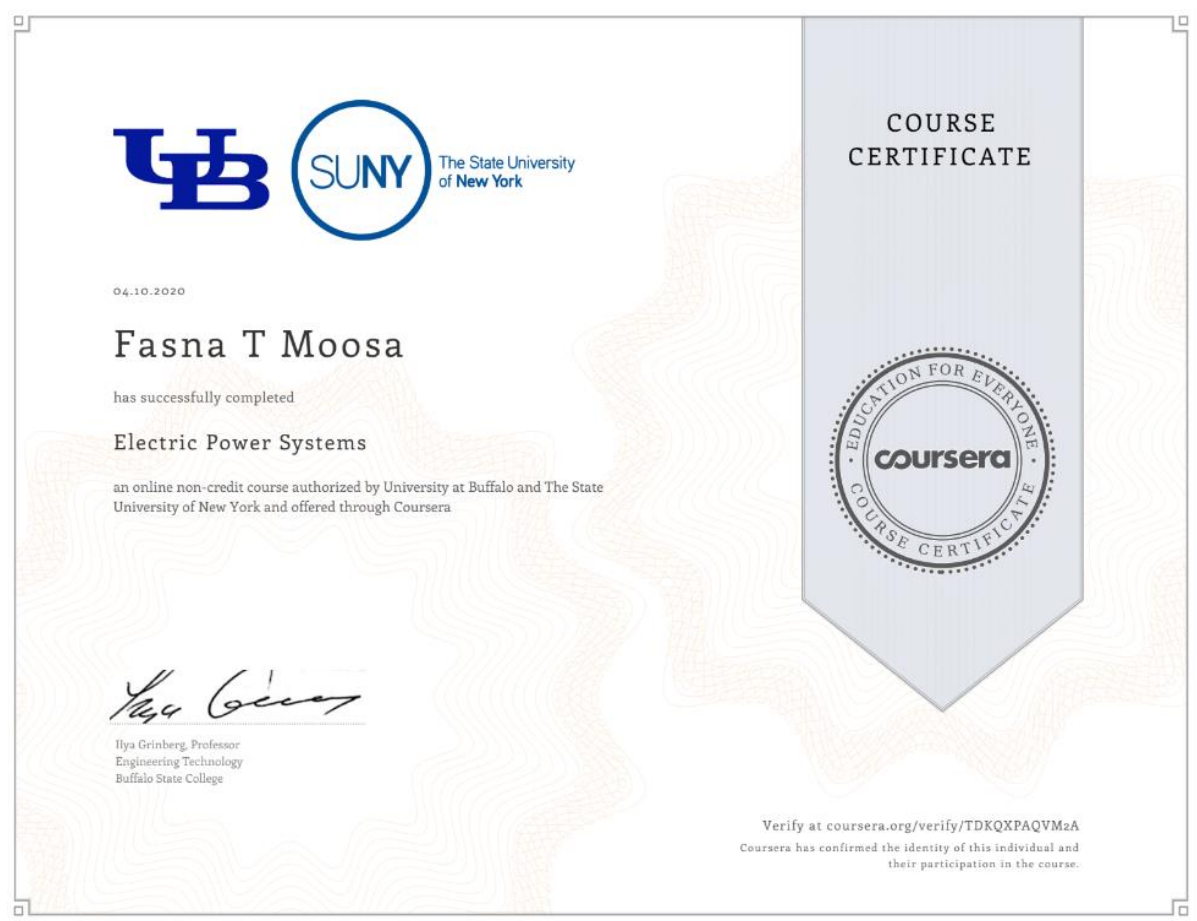 UB
SUNY
The State University
of New York
COURSE
CERTIFICATE
04.10.2020
Fasna T Moosa
has successfully completed
Electric Power Systems
an online non-credit course authorized by University at Buffalo and The State
University of New York and offered through Coursera
EDUCATION FOR EVERYONE
coursera
COURSE CERTIFICATE
Ilya Grinberg, Professor
Engineering Technology
Buffalo State College
Verify at coursera.org/verify/TDKQXPAQVM2A
Coursera has confirmed the identity of this individual and
their participation in the course.